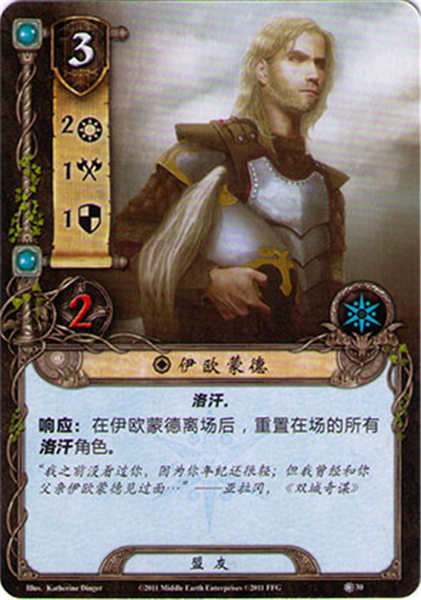 3
2
1
1
2
伊欧蒙德
洛汗.
响应：在伊欧蒙德离场后，重置在场的所有
洛汗角色。
“我之前没看过你，因为你年纪还很轻；但我曾经和你
父亲伊欧蒙德见过面…” ——亚拉冈，《双城奇谋》
盟友
Illus. Katherine Dinger ©2011 Middle Earth Enterprises ©2011 FFG 30